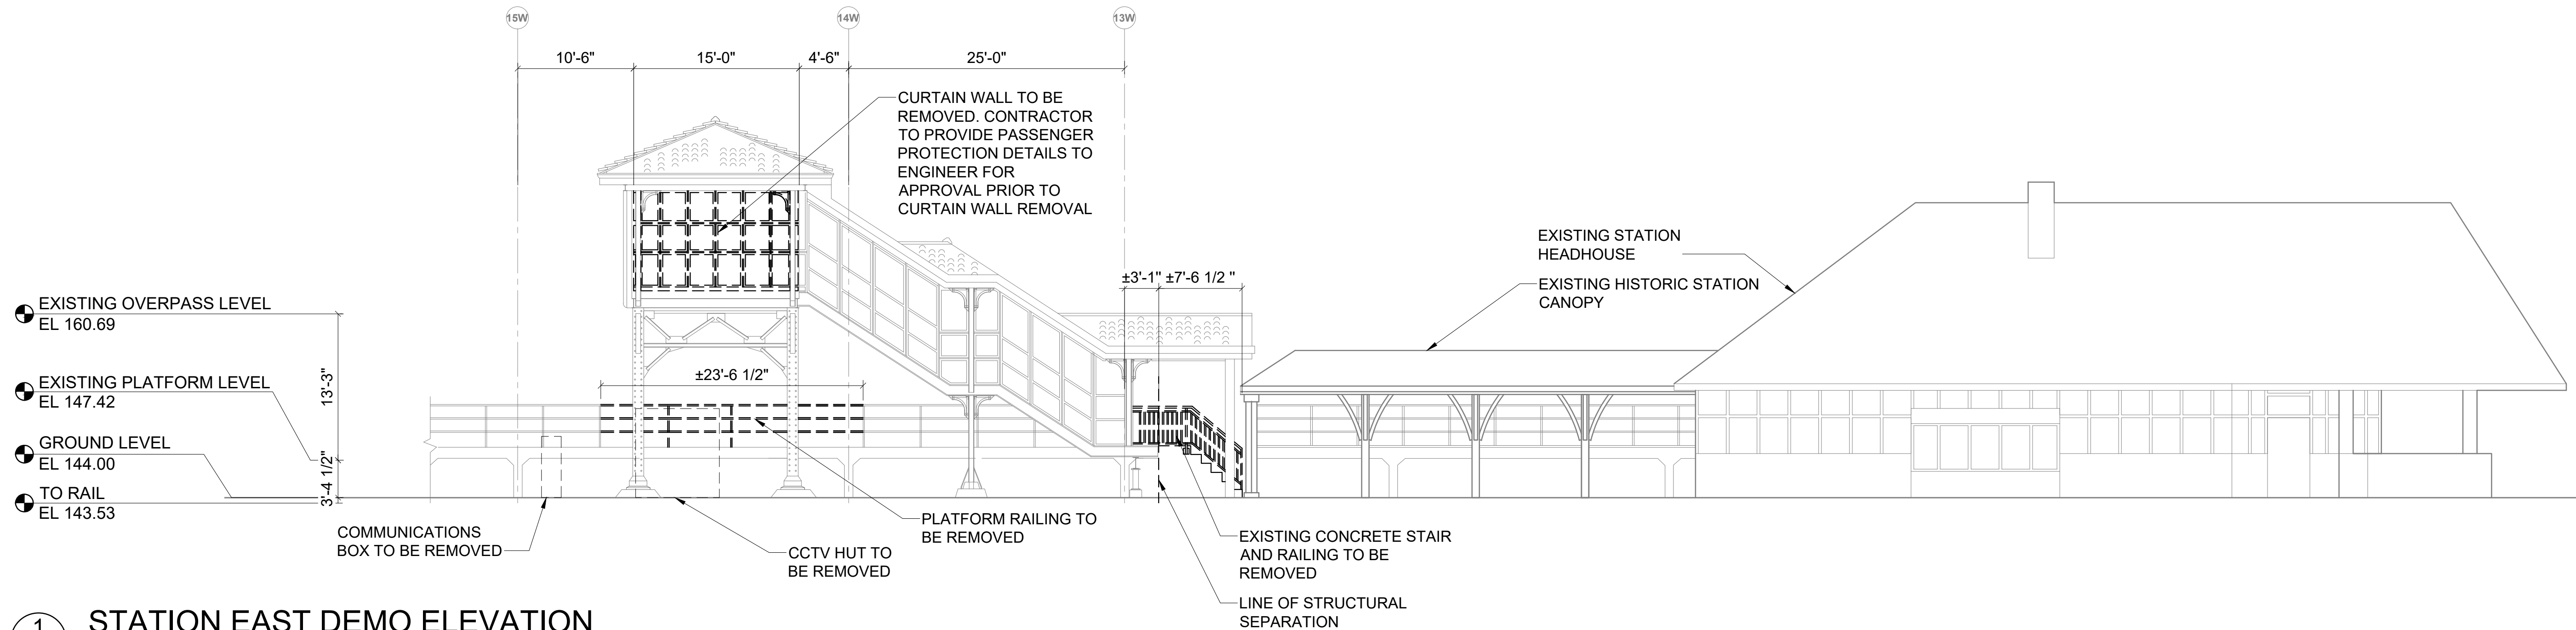 15W
14W
13W
10'-6"
15'-0"
4'-6"
25'-0"
CURTAIN WALL TO BE
REMOVED. CONTRACTOR
TO PROVIDE PASSENGER
PROTECTION DETAILS TO
ENGINEER FOR
APPROVAL PRIOR TO
CURTAIN WALL REMOVAL
EXISTING STATION
HEADHOUSE
EXISTING HISTORIC STATION
CANOPY
±3'-1"
±7'-6 1/2 "
EXISTING OVERPASS LEVEL
EL 160.69
EXISTING PLATFORM LEVEL
EL 147.42
GROUND LEVEL
EL 144.00
TO RAIL
EL 143.53
13'-3"
3'-4 1/2"
±23'-6 1/2"
COMMUNICATIONS
BOX TO BE REMOVED
CCTV HUT TO
BE REMOVED
PLATFORM RAILING TO
BE REMOVED
EXISTING CONCRETE STAIR
AND RAILING TO BE
REMOVED
LINE OF STRUCTURAL
SEPARATION
1
STATION EAST DEMO ELEVATION